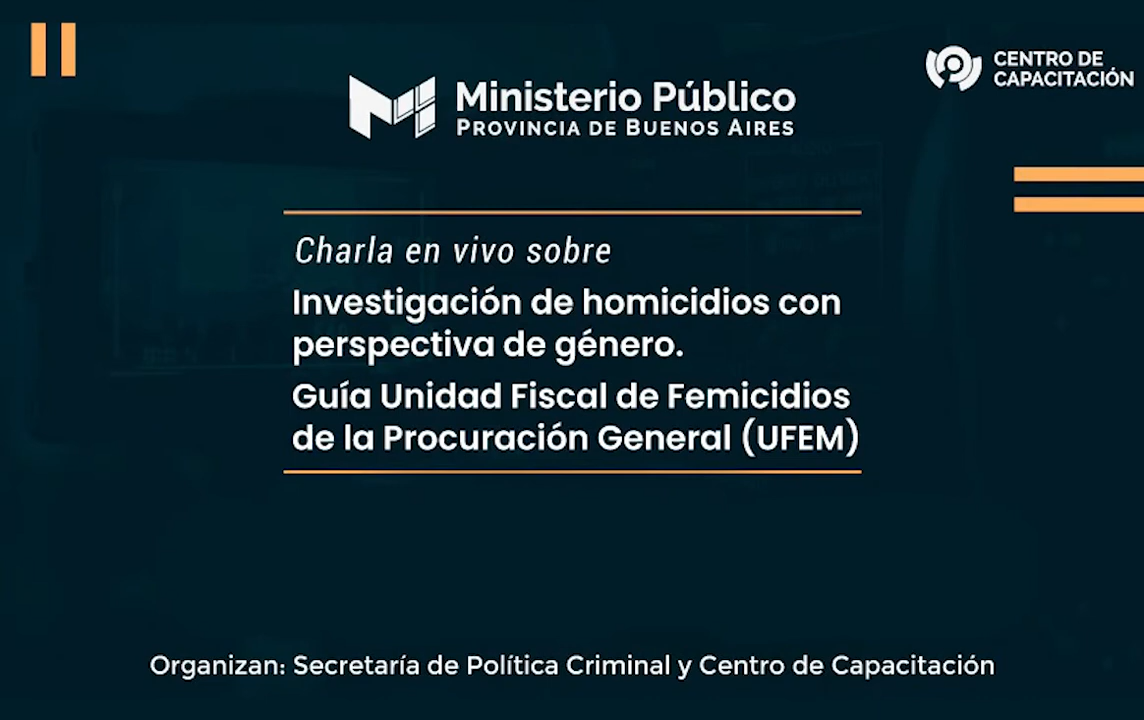 Ministerio Público
PROVINCIA DE BUENOS AIRES
CENTRO DE
CAPACITACIÓN
Charla en vivo sobre
Investigación de homicidios con
perspectiva de género.
Guía Unidad Fiscal de Femicidios
de la Procuración General (UFEM)
Organizan: Secretaría de Política Criminal y Centro de Capacitación